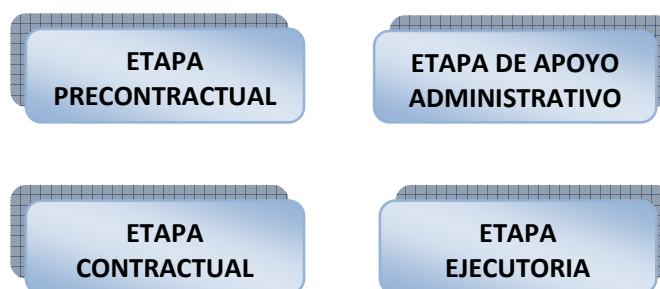 ETAPA
PRECONTRACTUAL
ETAPA DE APOYO
ADMINISTRATIVO
ETAPA
CONTRACTUAL
ETAPA
EJECUTORIA